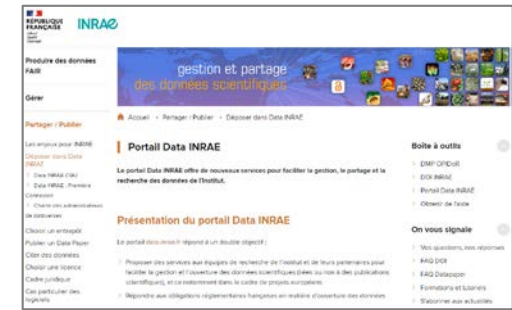 RÉPUBLIQUE
FRANÇAISE
INRAE
Produire des données
FAIR
Gérer
Partager / Publier
Les enjeux pour INRAE
Déposer dans Data
INRAE
Data INRAE CGU
Data INRAE : Première
Connexion
Charte des administrateurs
de dataverses
Choisir un entrepôt
Publier un Data Paper
Citer des données
Choisir une licence
Cadre juridique
Cas particulier des
logiciels
gestion et partage
des données scientifiques
Accueil Partager / Publier Déposer dans Data INRAE
Portail Data INRAE
Le portail Data INRAE offre de nouveaux services pour faciliter la gestion, le partage et la
recherche des données de l'Institut.
Présentation du portail Data INRAE
Le portail data.inrae.fr répond à un double objectif :
Proposer des services aux équipes de recherche de l'Institut et de leurs partenaires pour
faciliter la gestion et l'ouverture des données scientifiques (liées ou non à des publications
scientifiques), et ce notamment dans le cadre de projets européens
Répondre aux obligations réglementaires françaises en matière d'ouverture des données
Boîte à outils
DMP OPIDoR
DOI INRAE
Portail Data INRAE
Obtenir de l'aide
On vous signale
Vos questions, nos réponses
FAQ DOI
FAQ Datapaper
Formations et tutoriels
S'abonner aux actualités